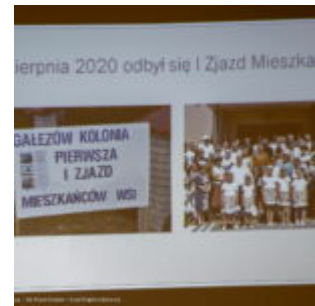 ierpnia 2020 odbył się I Zjazd Mieszka
GAŁĘZÓW KOLONIA
PIERWSZA
I ZJAZD
MIESZKAŃCÓW WSI